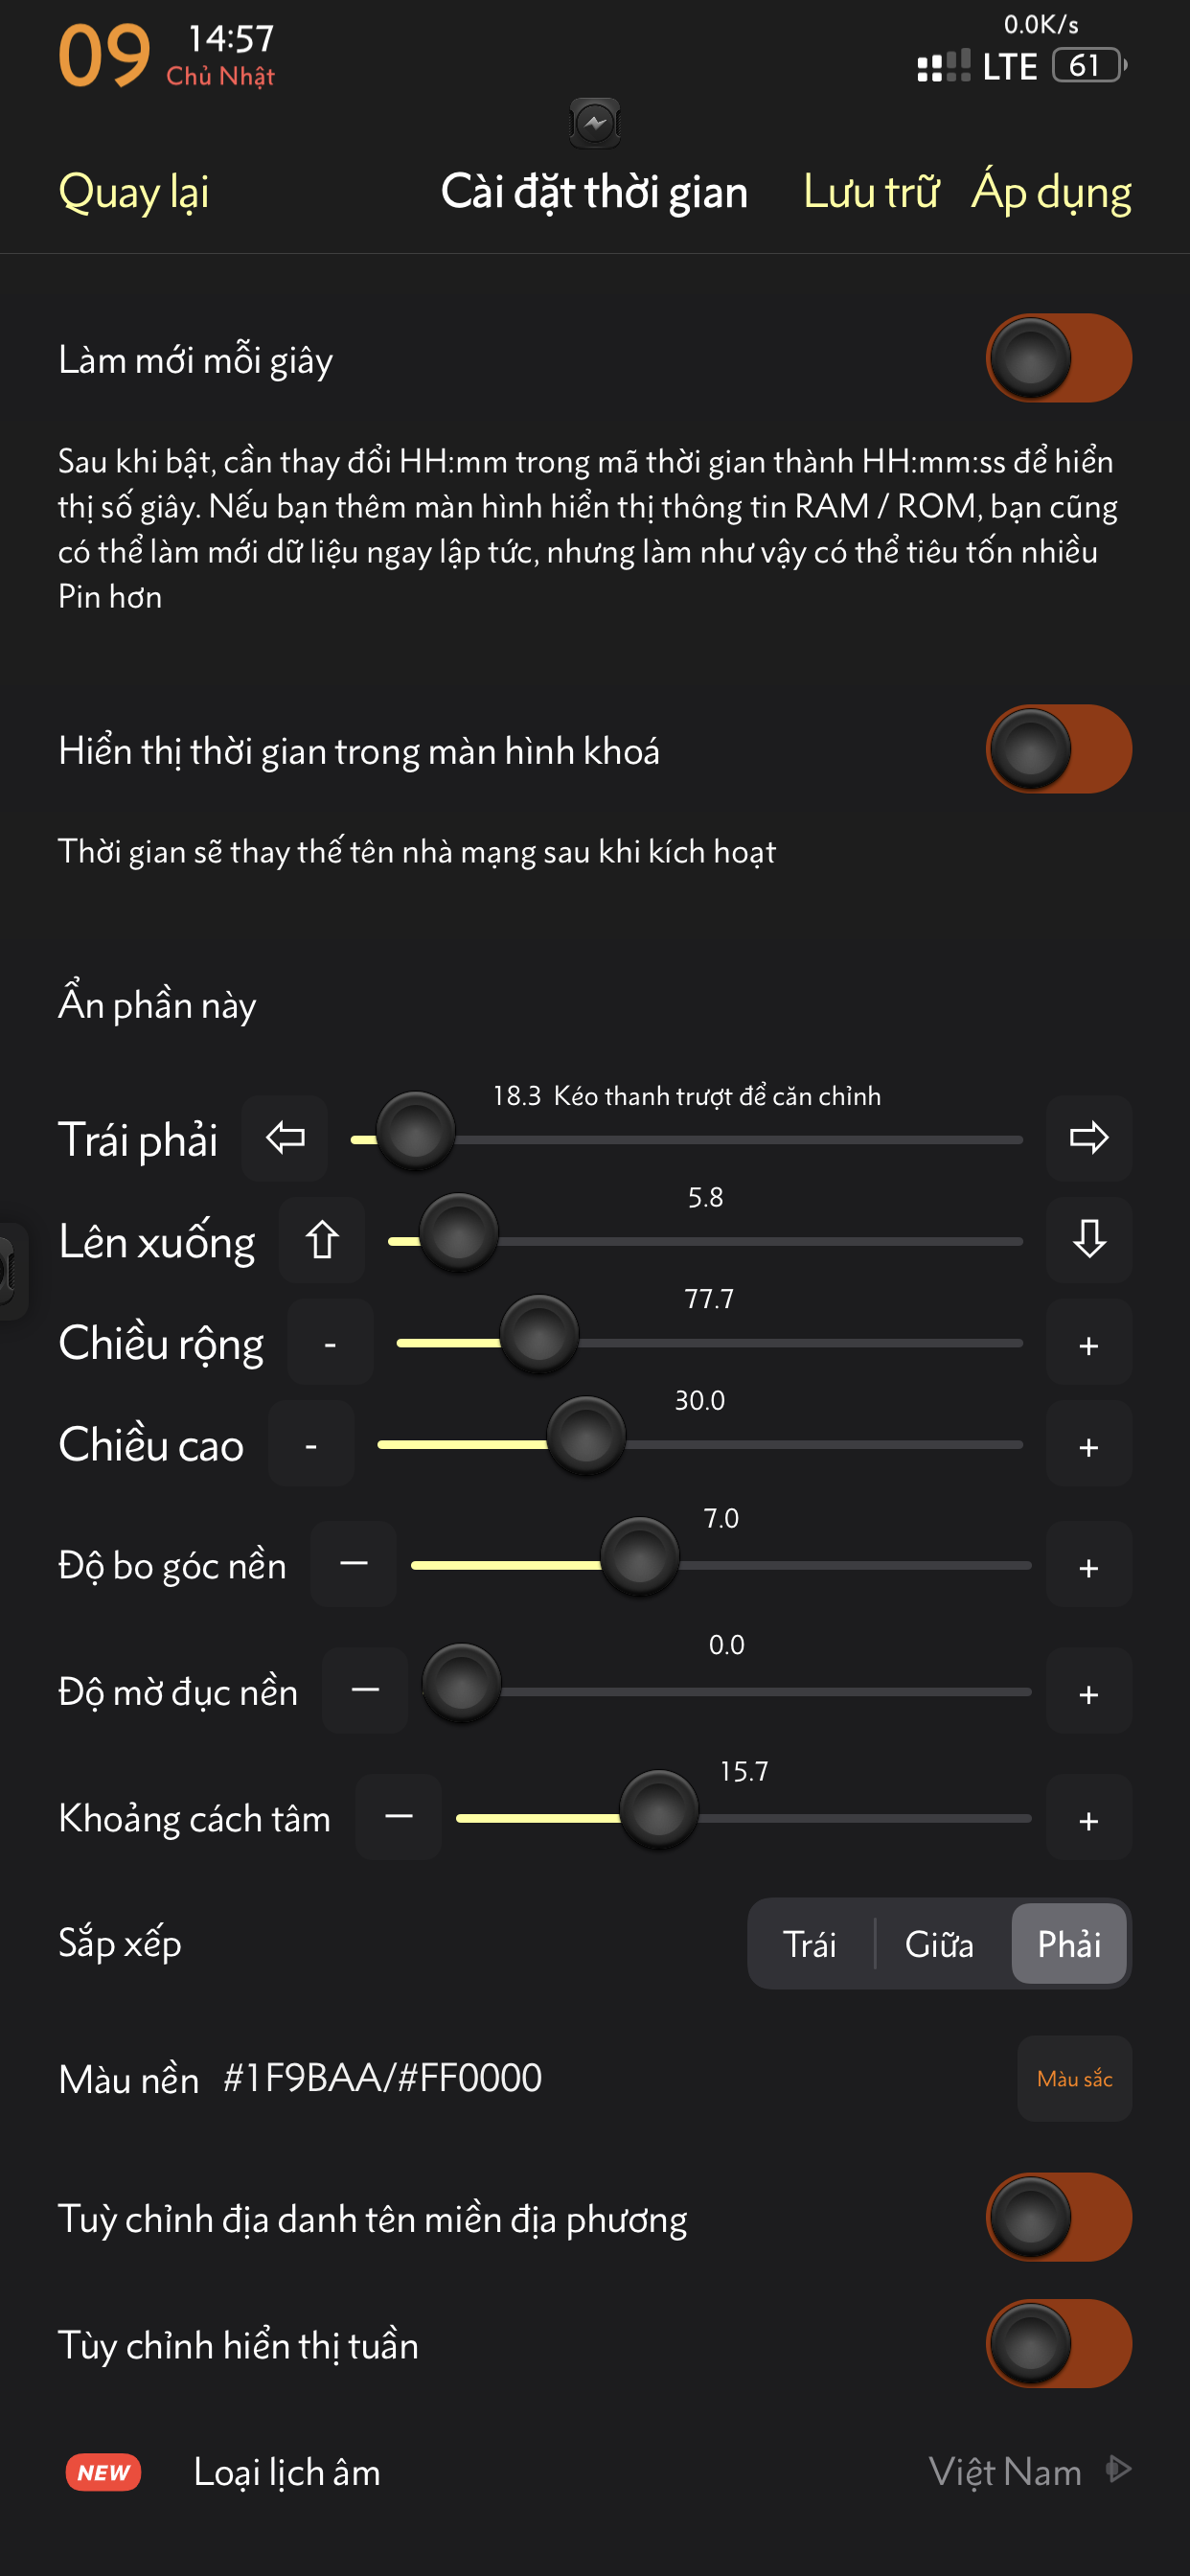 09 14:57 0.0K/s
Chủ Nhật LTE 61
Quay lại Cài đặt thời gian Lưu trữ Áp dụng
Làm mới mỗi giây
Sau khi bật, cần thay đổi HH:mm trong mã thời gian thành HH:mm:ss để hiển
thị số giây. Nếu bạn thêm màn hình hiển thị thông tin RAM / ROM, bạn cũng
có thể làm mới dữ liệu ngay lập tức, nhưng làm như vậy có thể tiêu tốn nhiều
Pin hơn
Hiển thị thời gian trong màn hình khoá
Thời gian sẽ thay thế tên nhà mạng sau khi kích hoạt
Ẩn phần này
18.3 Kéo thanh trượt để căn chỉnh
Trái phải
5.8
Lên xuống
77.7
Chiều rộng - +
30.0
Chiều cao - +
7.0
Độ bo góc nền — +
0.0
Độ mờ đục nền — +
15.7
Khoảng cách tâm — +
Sắp xếp Trái Giữa Phải
Màu nền #1F9BAA/#FF0000 Màu sắc
Tuỳ chỉnh địa danh tên miền địa phương
Tùy chỉnh hiển thị tuần
NEW Loại lịch âm Việt Nam